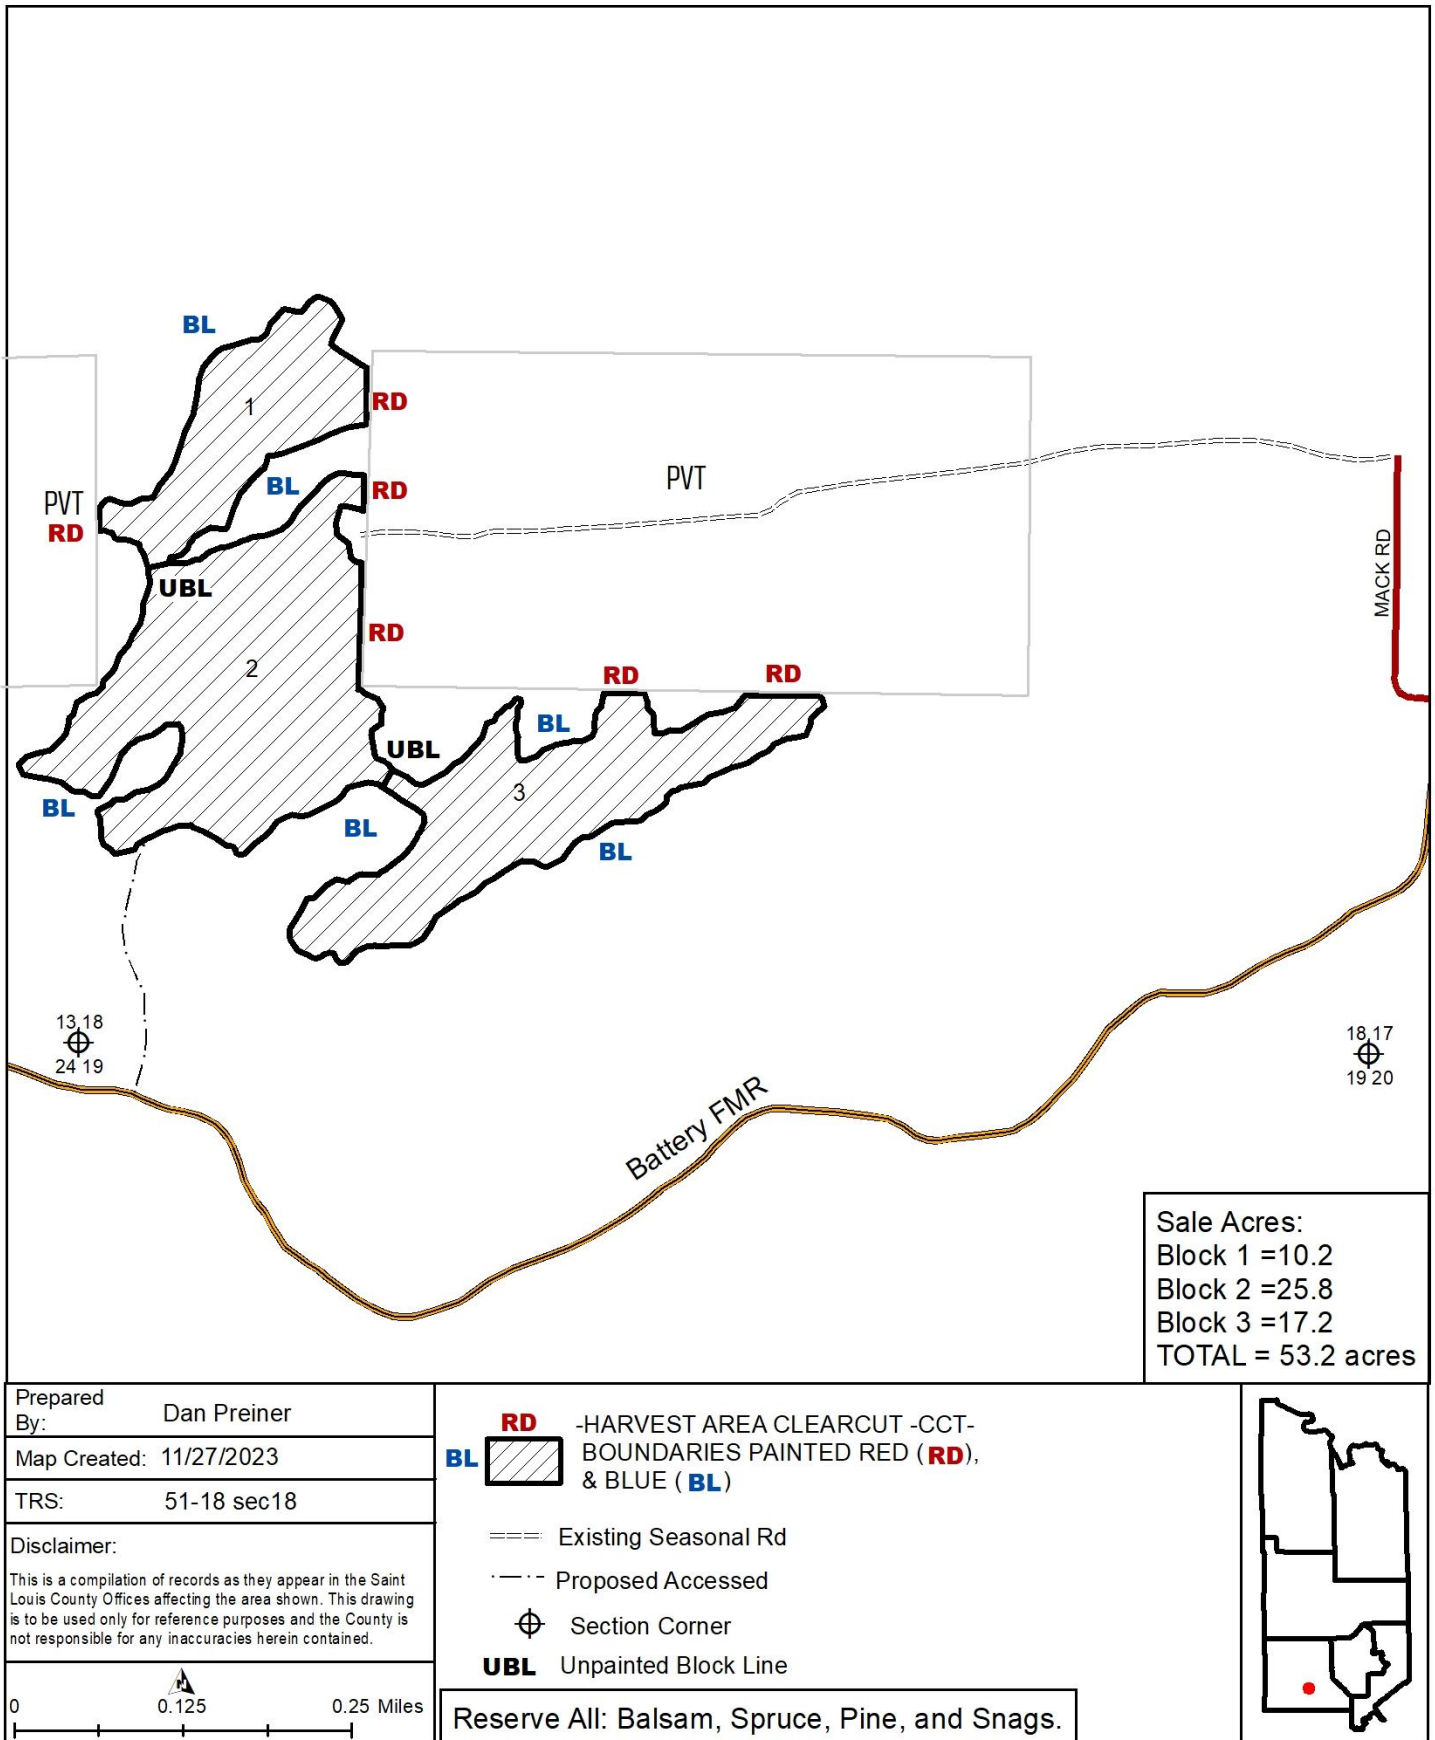 BL
1
RD
BL
RD
PVT
RD
PVT
UBL
MACK RD
RD
2
RD
RD
BL
UBL
3
BL
BL
BL
13 18
24 19
18 17
19 20
Battery FMR
Sale Acres:
Block 1 =10.2
Block 2 =25.8
Block 3 =17.2
TOTAL = 53.2 acres
Prepared
By:
Dan Preiner
Map Created: 11/27/2023
TRS: 51-18 sec18
Disclaimer:
This is a compilation of records as they appear in the Saint
Louis County Offices affecting the area shown. This drawing
is to be used only for reference purposes and the County is
not responsible for any inaccuracies herein contained.
N
0 0.125 0.25 Miles
RD
BL
-HARVEST AREA CLEARCUT -CCT-
BOUNDARIES PAINTED RED (RD),
& BLUE (BL)
Existing Seasonal Rd
Proposed Accessed
Section Corner
UBL Unpainted Block Line
Reserve All: Balsam, Spruce, Pine, and Snags.